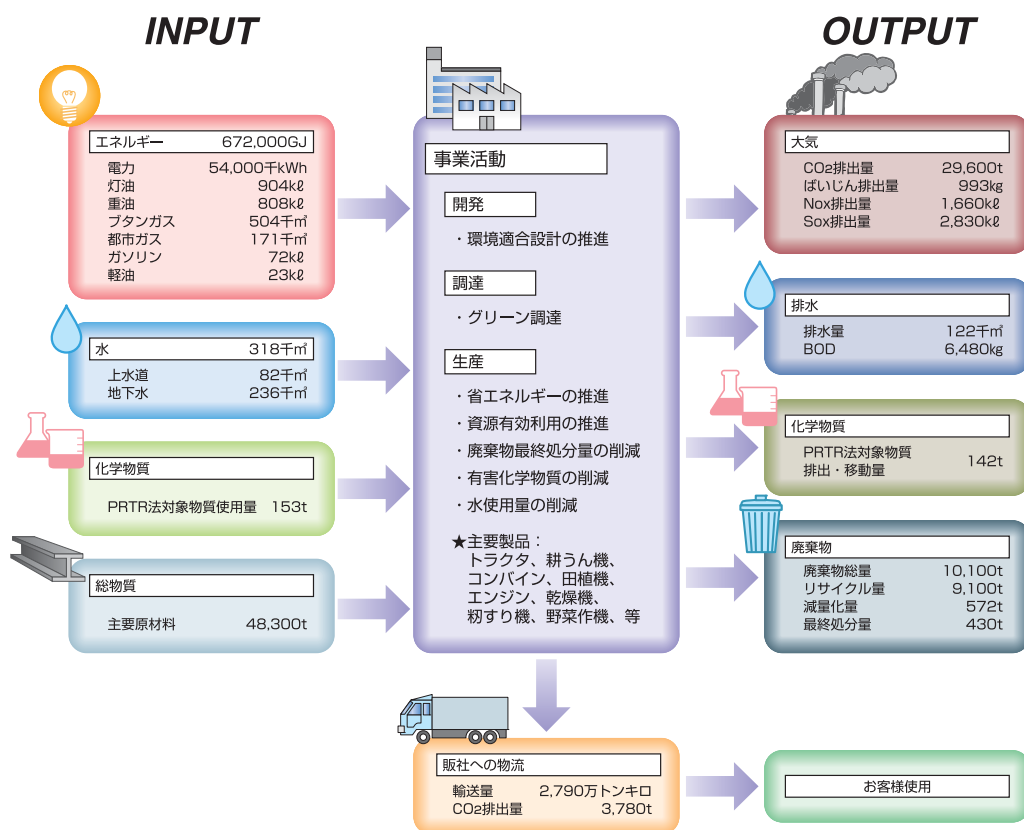 INPUT
OUTPUT
エネルギー 672,000GJ
電力 54,000千kWh
灯油 904kℓ
重油 808kℓ
ブタンガス 504千㎥
都市ガス 171千㎥
ガソリン 72kℓ
軽油 23kℓ
水 318千㎥
上水道 82千㎥
地下水 236千㎥
化学物質
PRTR法対象物質使用量 153t
総物質
主要原材料 48,300t
事業活動
開発
・環境適合設計の推進
調達
・グリーン調達
生産
・省エネルギーの推進
・資源有効利用の推進
・廃棄物最終処分量の削減
・有害化学物質の削減
・水使用量の削減
★主要製品：
トラクタ、耕うん機、
コンバイン、田植機、
エンジン、乾燥機、
籾すり機、野菜作機、等
大気
CO2排出量 29,600t
ばいじん排出量 993kg
Nox排出量 1,660kℓ
Sox排出量 2,830kℓ
排水
排水量 122千㎥
BOD 6,480kg
化学物質
PRTR法対象物質
排出・移動量 142t
廃棄物
廃棄物総量 10,100t
リサイクル量 9,100t
減量化量 572t
最終処分量 430t
販社への物流
輸送量 2,790万トンキロ
CO2排出量 3,780t
お客様使用